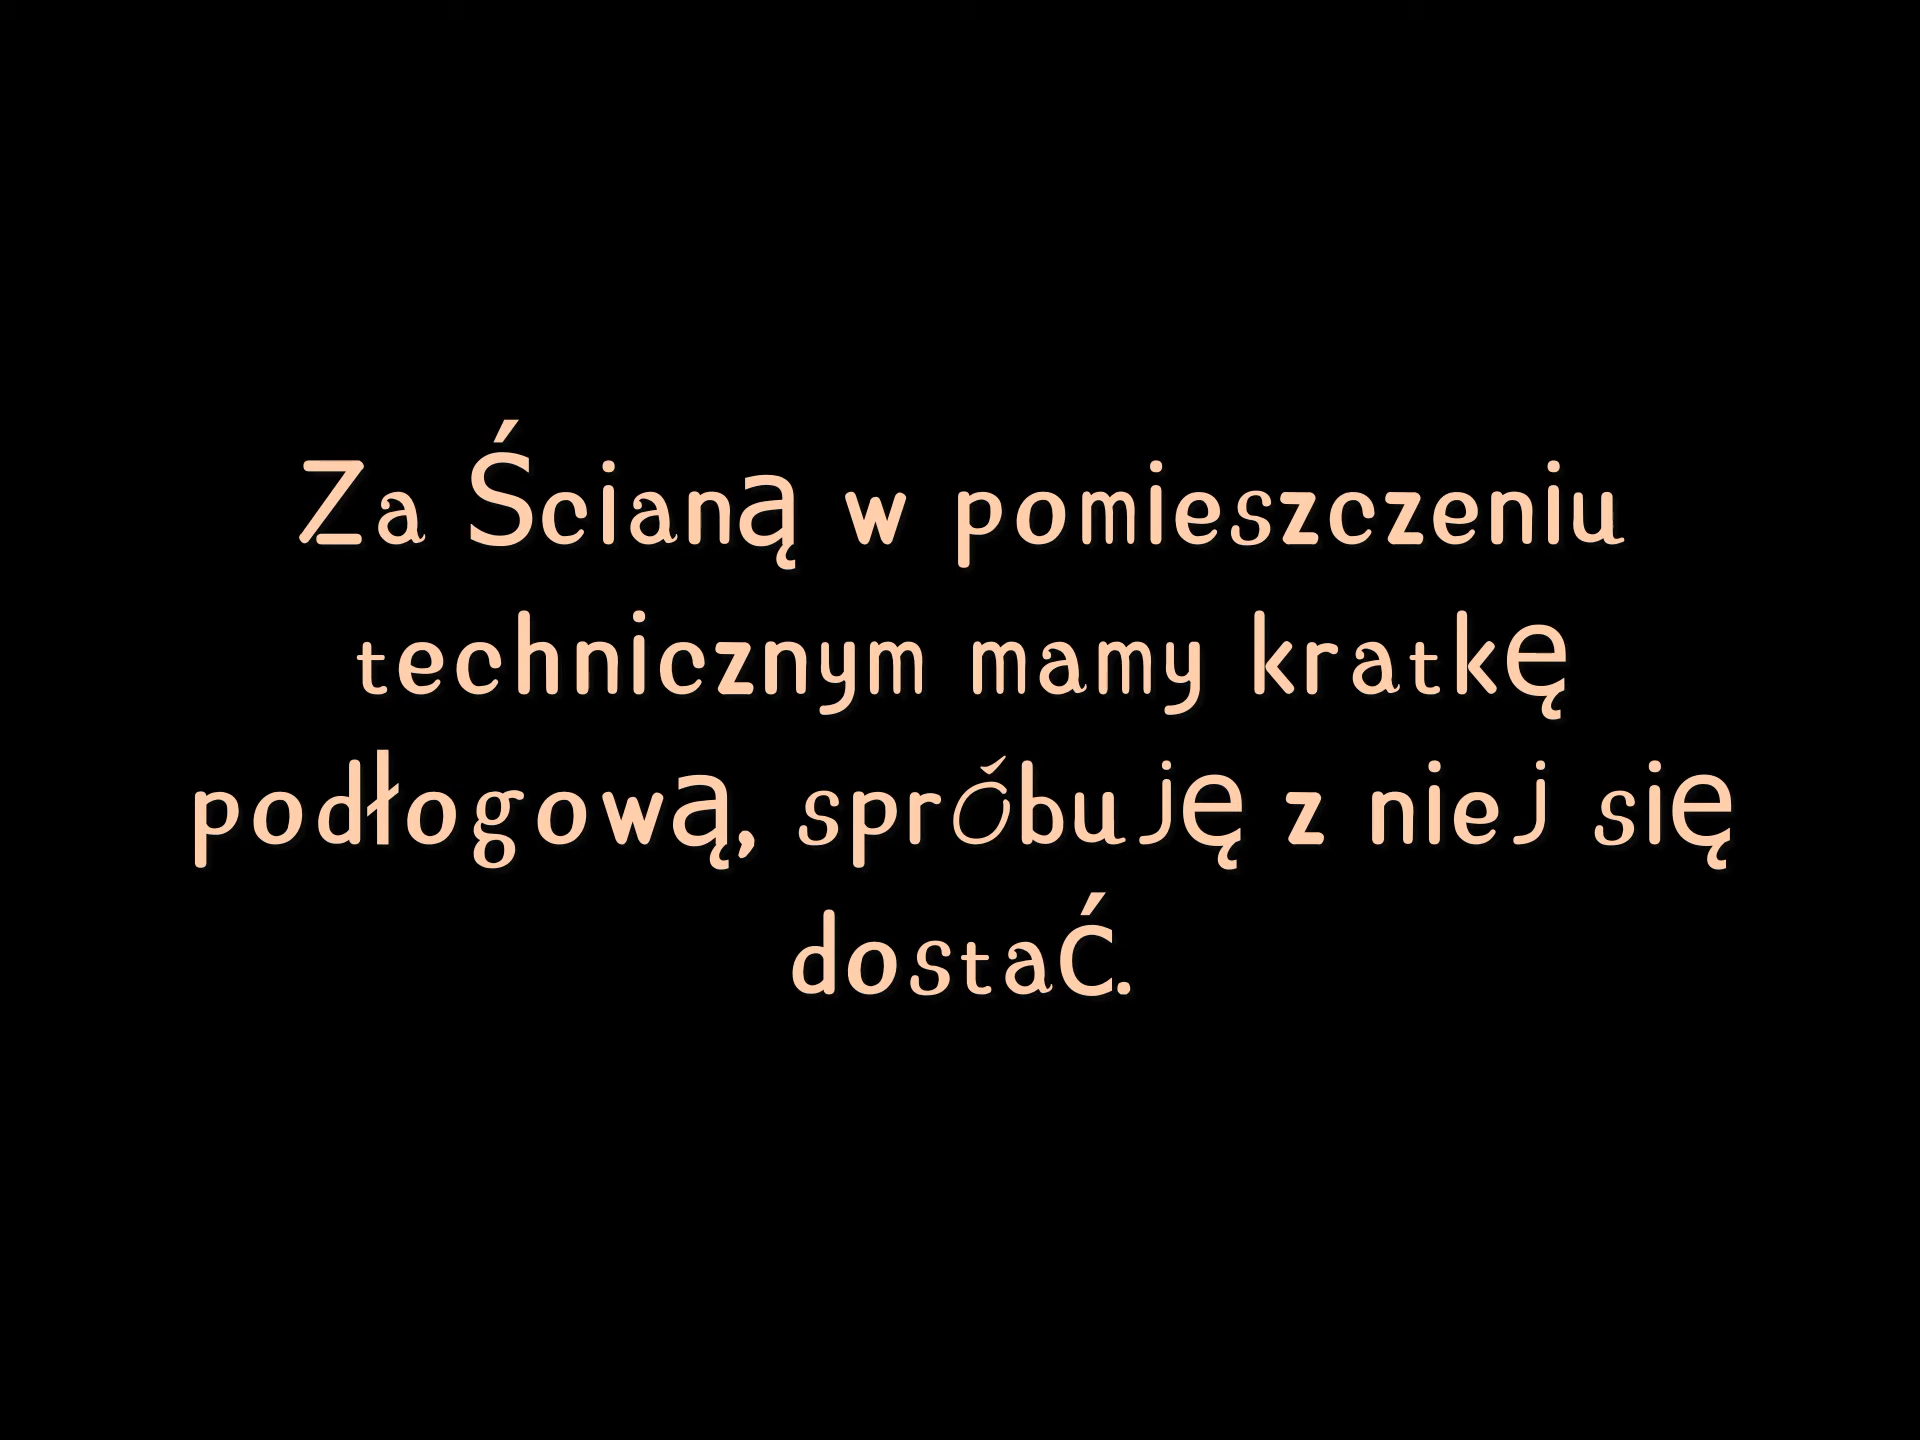 Za Ścianą w pomieszczeniu
technicznym mamy kratkę
podłogową, spróbuję z niej się
dostać.